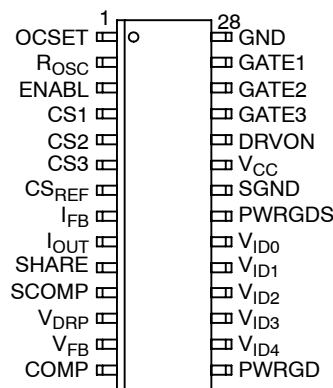 1 28
OCSET GND
R_OSC GATE1
ENABL GATE2
CS1 GATE3
CS2 DRVON
CS3 V_CC
CS_REF SGND
I_FB PWRGDS
I_OUT V_ID0
SHARE V_ID1
SCOMP V_ID2
V_DRP V_ID3
V_FB V_ID4
COMP PWRGD